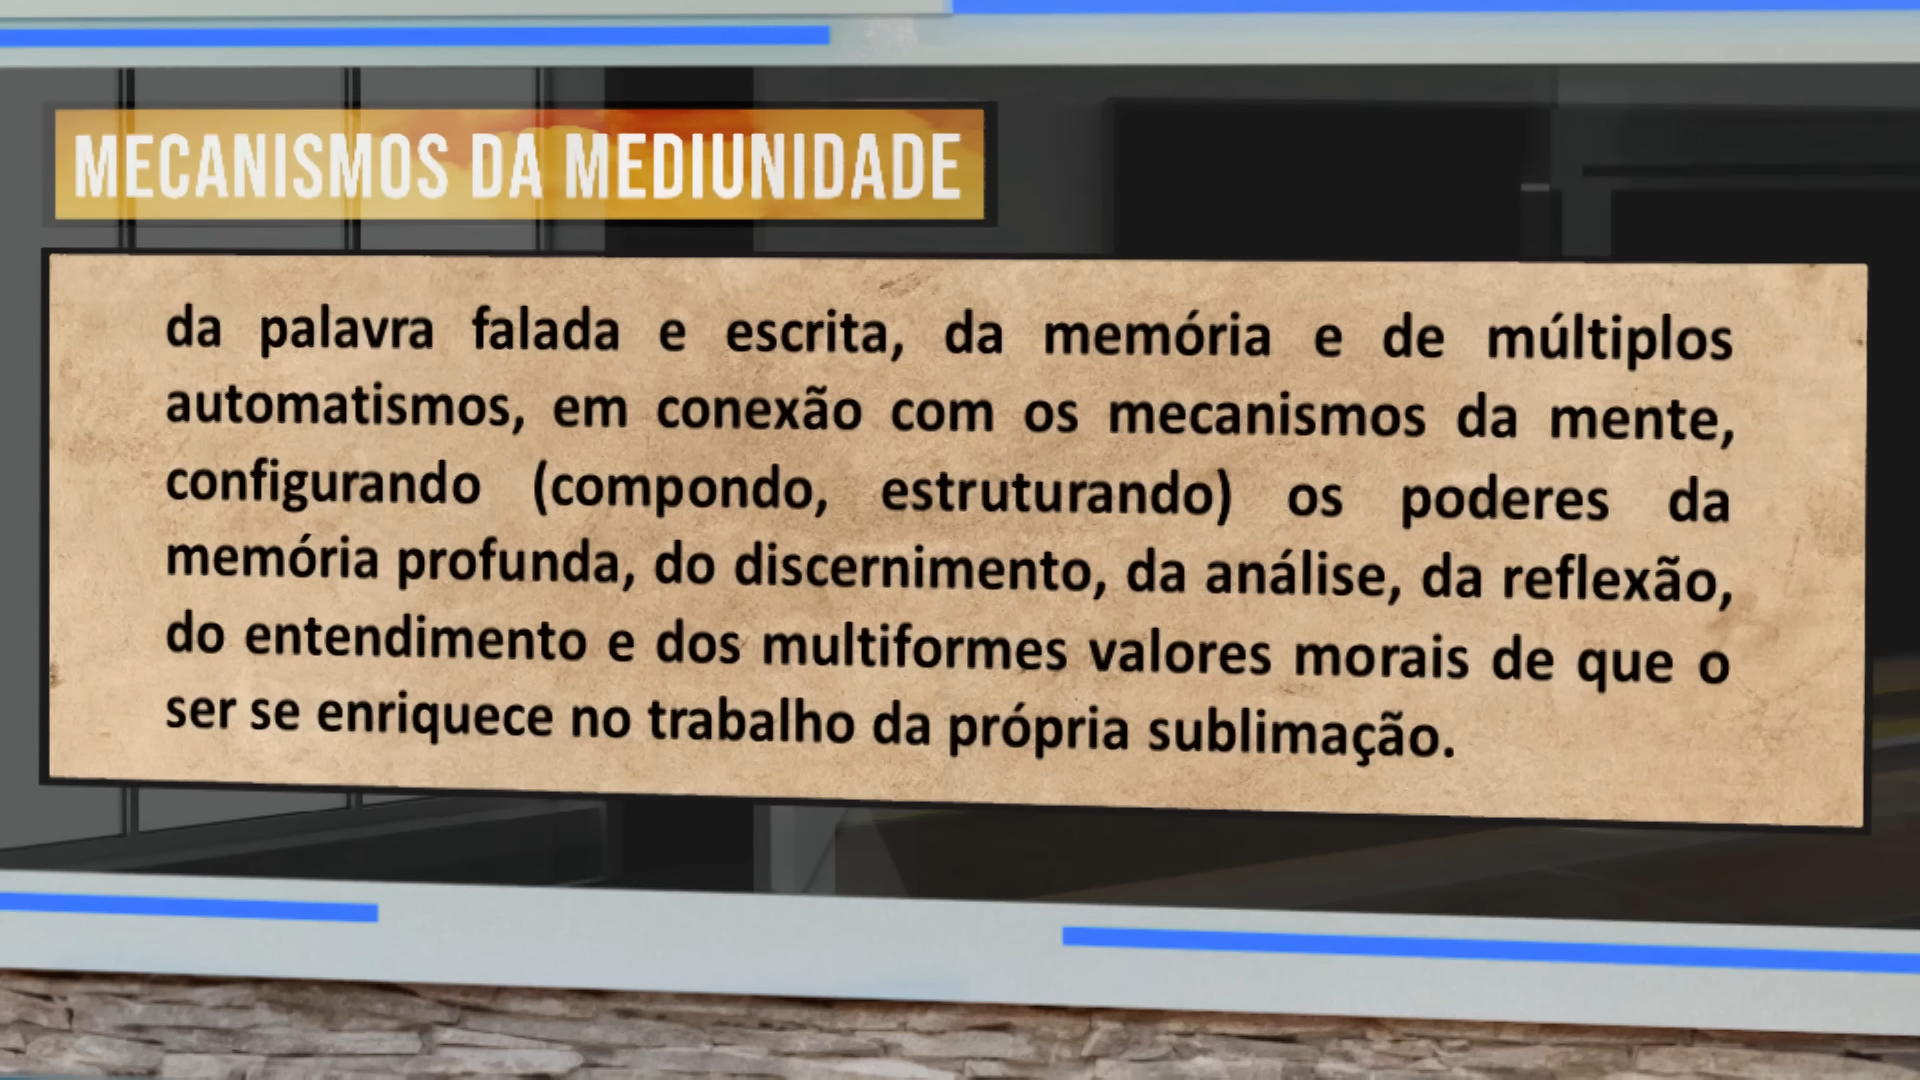 MECANISMOS DA MEDIUNIDADE
da palavra falada e escrita, da memória e de múltiplos
automatismos, em conexão com os mecanismos da mente,
configurando (compondo, estruturando) os poderes da
memória profunda, do discernimento, da análise, da reflexão,
do entendimento e dos multiformes valores morais de que o
ser se enriquece no trabalho da própria sublimação.